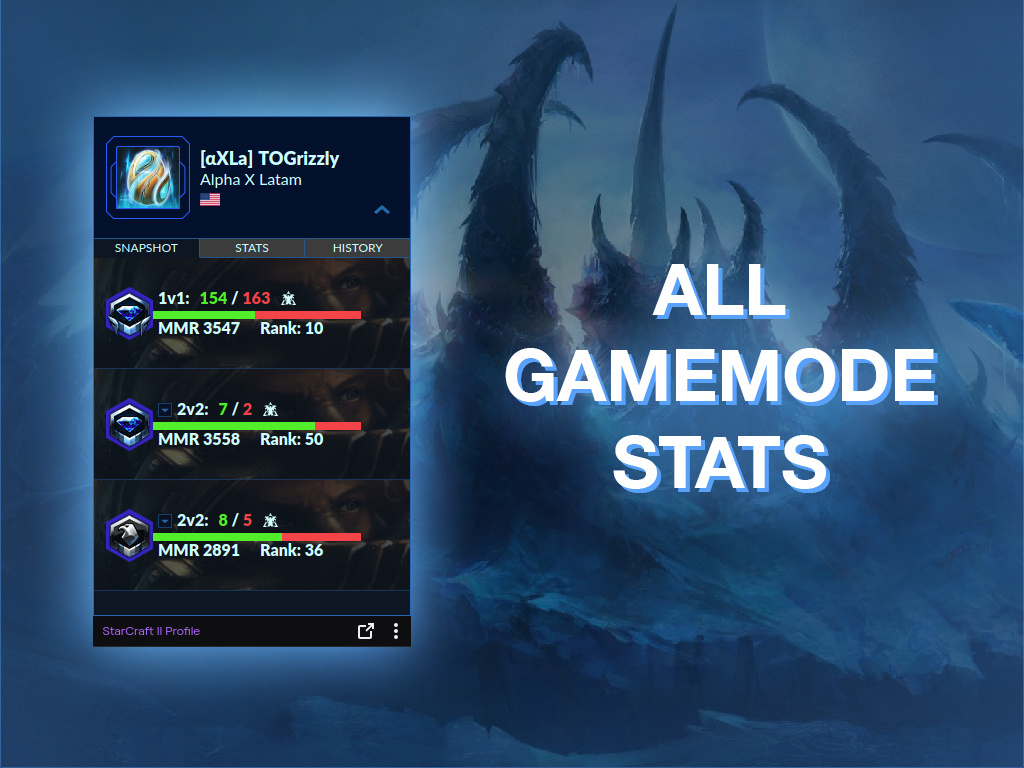 [αXLa] TOGrizzly
Alpha X Latam
SNAPSHOT STATS HISTORY
1v1: 154 / 163
MMR 3547 Rank: 10
2v2: 7 / 2
MMR 3558 Rank: 50
2v2: 8 / 5
MMR 2891 Rank: 36
StarCraft II Profile
ALL
GAMEMODE
STATS